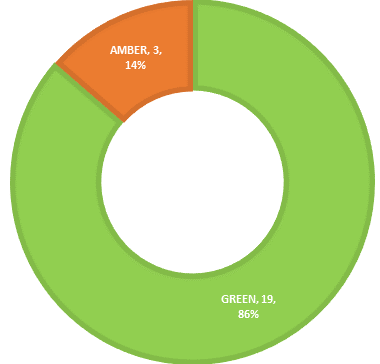 AMBER, 3,
14%
GREEN, 19,
86%